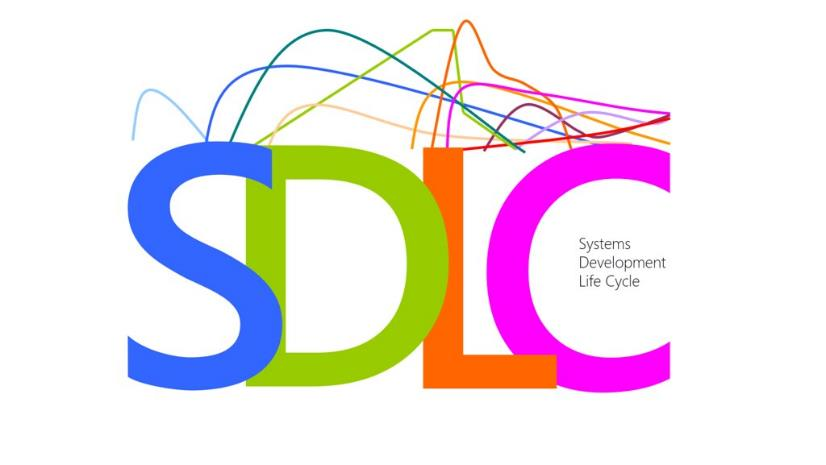 SDLC
Systems
Development
Life Cycle